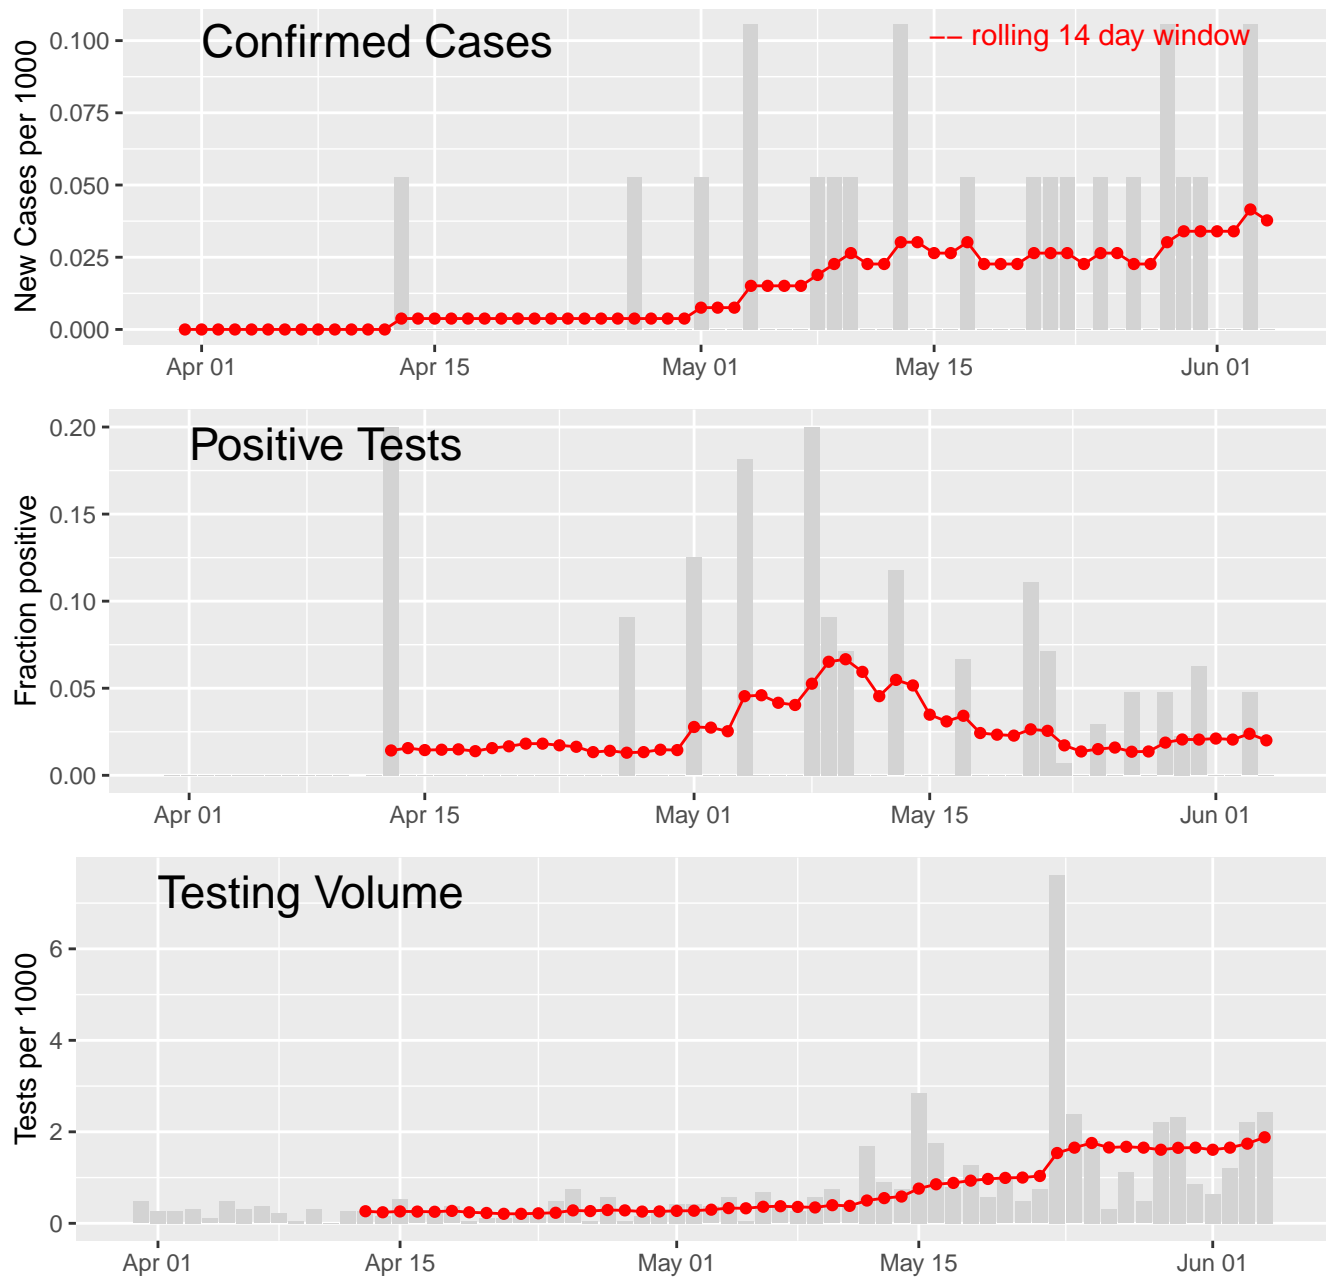 Confirmed Cases
-- rolling 14 day window
New Cases per 1000
0.100
0.075
0.050
0.025
0.000
Apr 01
Apr 15
May 01
May 15
Jun 01
Positive Tests
Fraction positive
0.20
0.15
0.10
0.05
0.00
Apr 01
Apr 15
May 01
May 15
Jun 01
Testing Volume
Tests per 1000
6
4
2
0
Apr 01
Apr 15
May 01
May 15
Jun 01